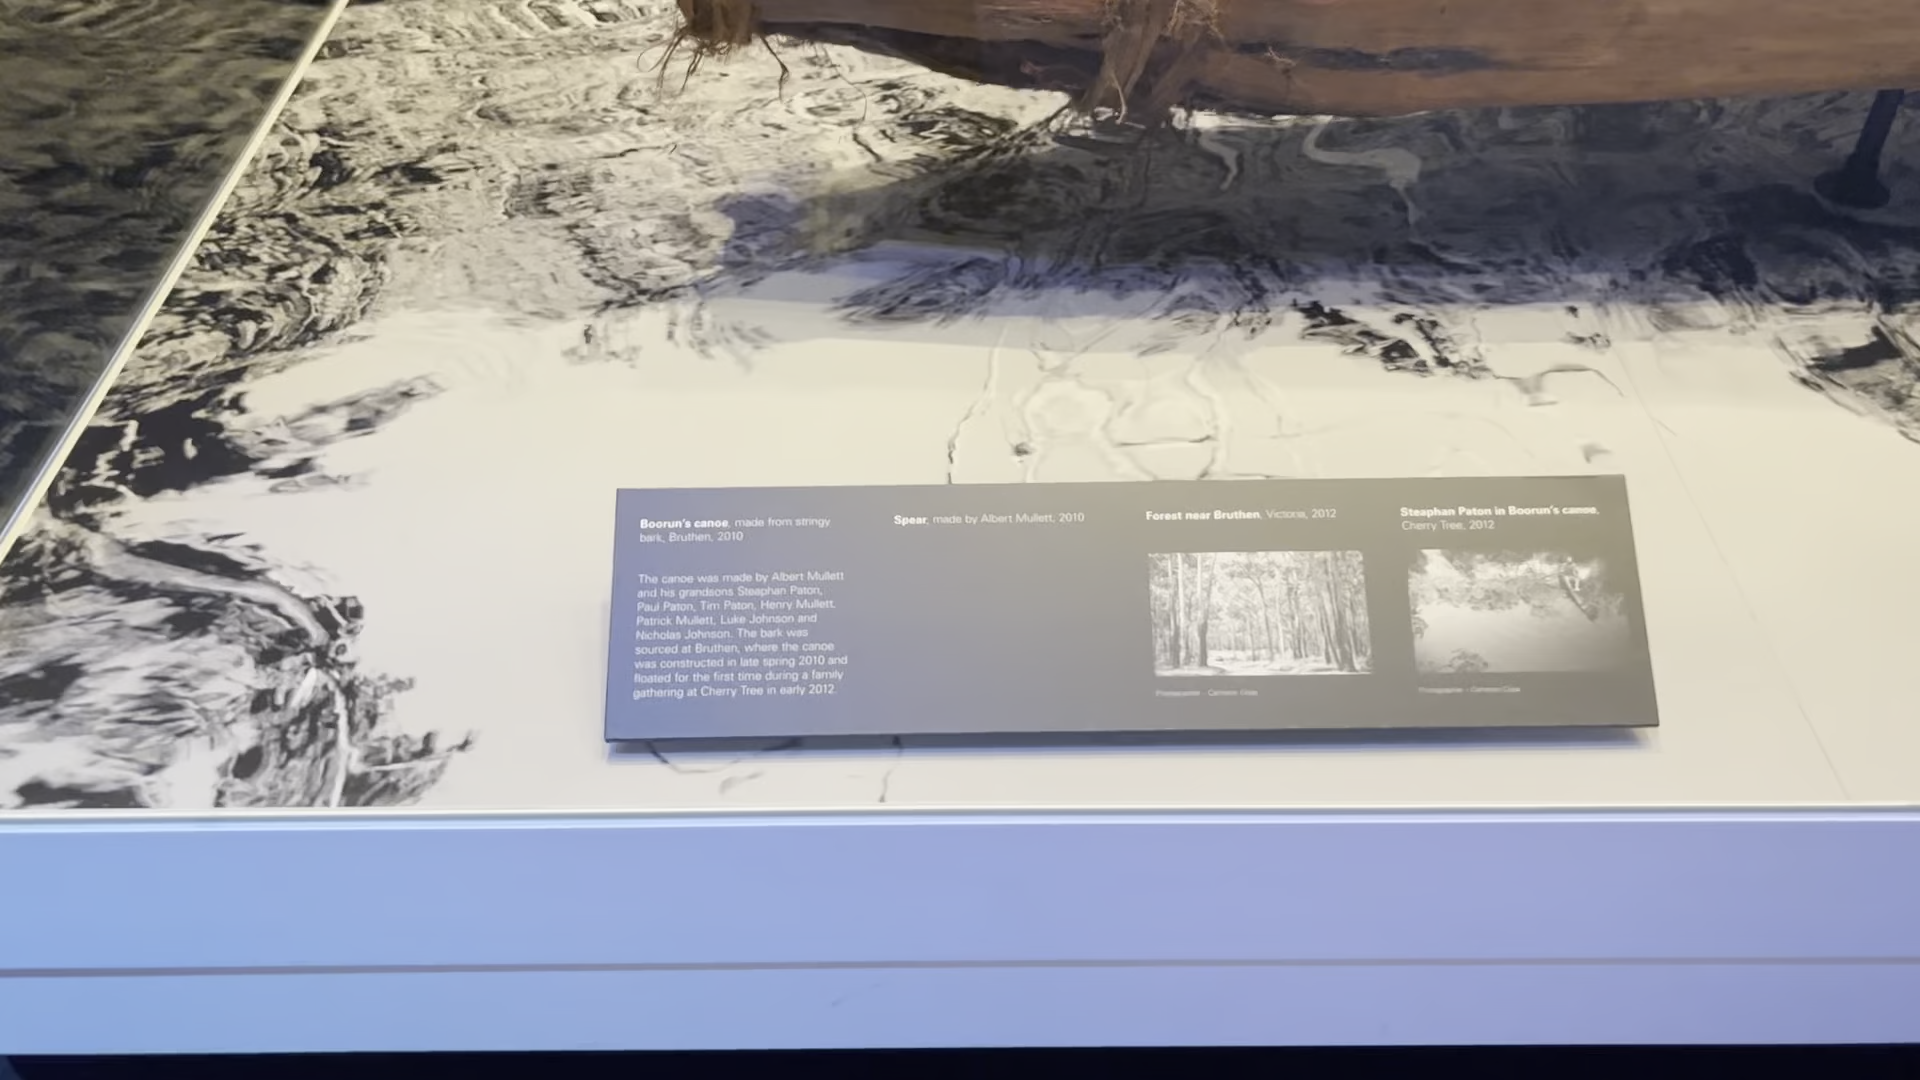 Boorun's canoe, made from stringy
bark, Bruthen, 2010
The canoe was made by Albert Mullett
and his grandsons Steaphan Paton,
Paul Paton, Tim Paton, Henry Mullett,
Patrick Mullett, Luke Johnson and
Nicholas Johnson. The bark was
sourced at Bruthen, where the canoe
was constructed in late spring 2010 and
floated for the first time during a family
gathering at Cherry Tree in early 2012.
Spear, made by Albert Mullett, 2010
Forest near Bruthen, Victoria, 2012
Photographer - Cameron
Steaphan Paton in Boorun's canoe,
Cherry Tree, 2012
Photographer - Cameron